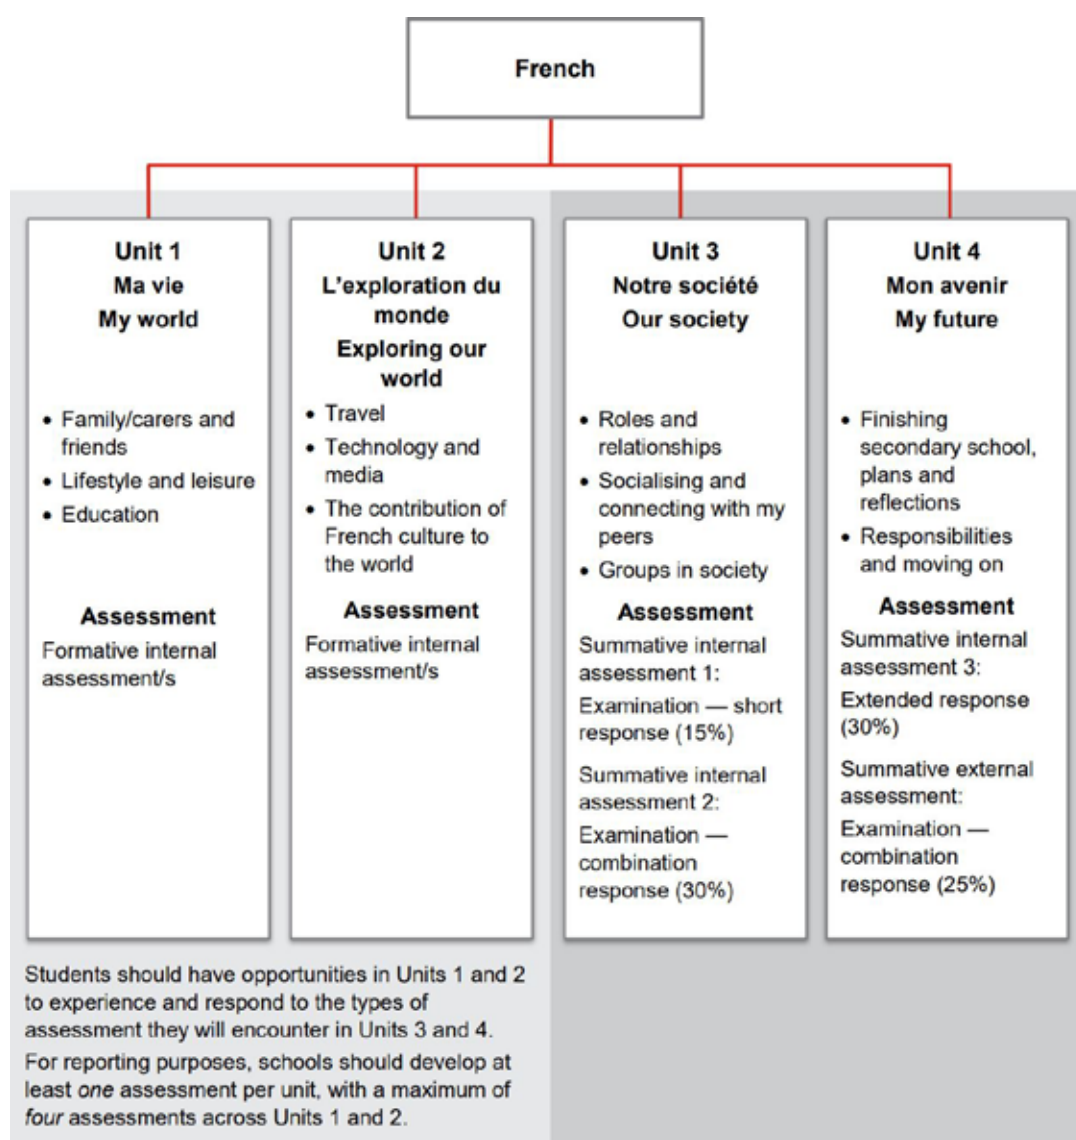 French
Unit 1
Ma vie
My world
• Family/carers and
friends
• Lifestyle and leisure
• Education
Assessment
Formative internal
assessment/s
Unit 2
L'exploration du
monde
Exploring our
world
• Travel
• Technology and
media
• The contribution of
French culture to
the world
Assessment
Formative internal
assessment/s
Unit 3
Notre société
Our society
• Roles and
relationships
• Socialising and
connecting with my
peers
• Groups in society
Assessment
Summative internal
assessment 1:
Examination — short
response (15%)
Summative internal
assessment 2:
Examination —
combination
response (30%)
Unit 4
Mon avenir
My future
• Finishing
secondary school,
plans and
reflections
• Responsibilities
and moving on
Assessment
Summative internal
assessment 3:
Extended response
(30%)
Summative external
assessment:
Examination —
combination
response (25%)
Students should have opportunities in Units 1 and 2
to experience and respond to the types of
assessment they will encounter in Units 3 and 4.
For reporting purposes, schools should develop at
least one assessment per unit, with a maximum of
four assessments across Units 1 and 2.